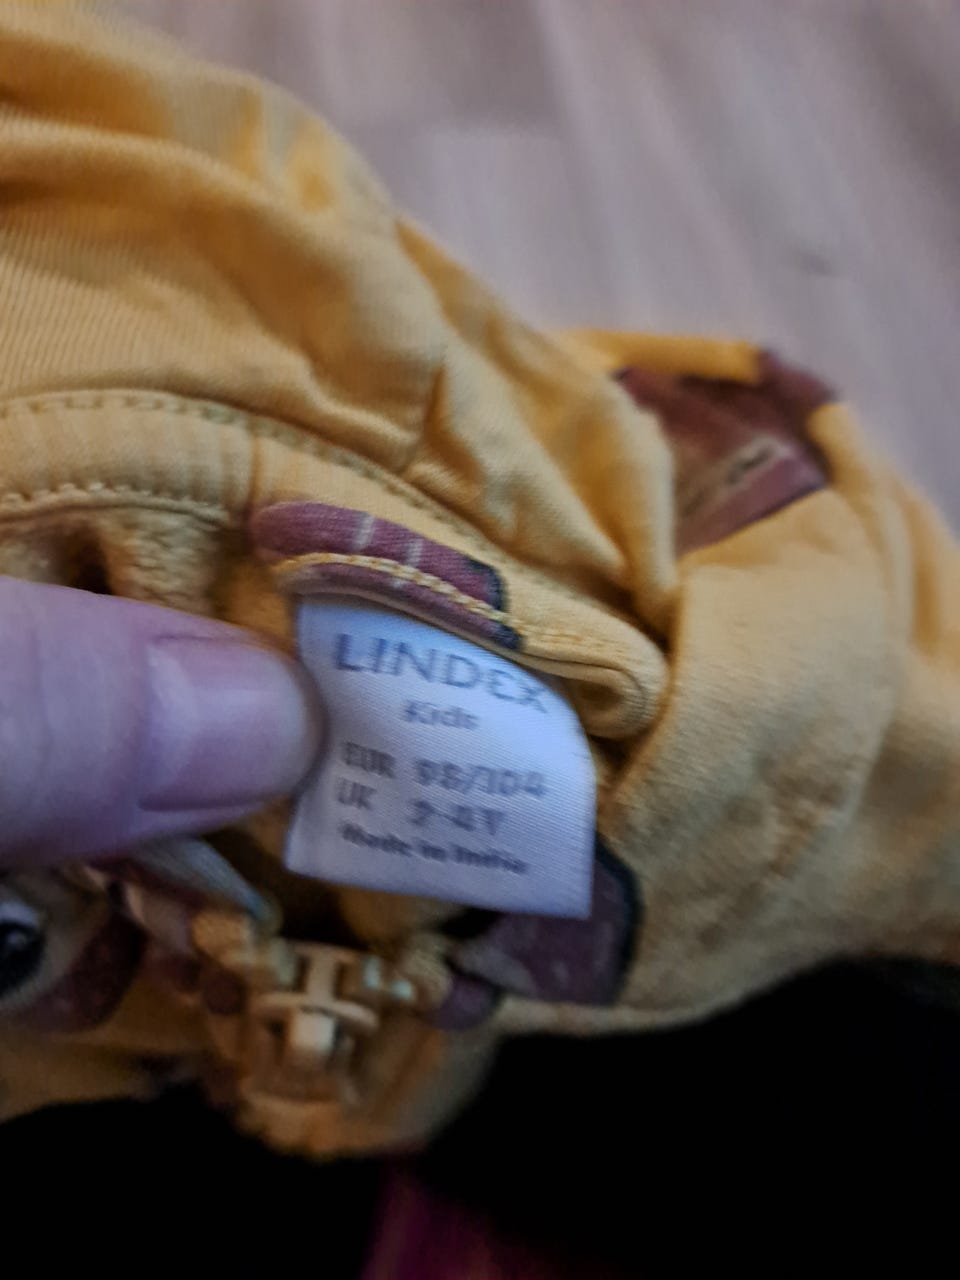 LINDEX
Kids
EUR 98/104
UK 2-4Y
Made in India